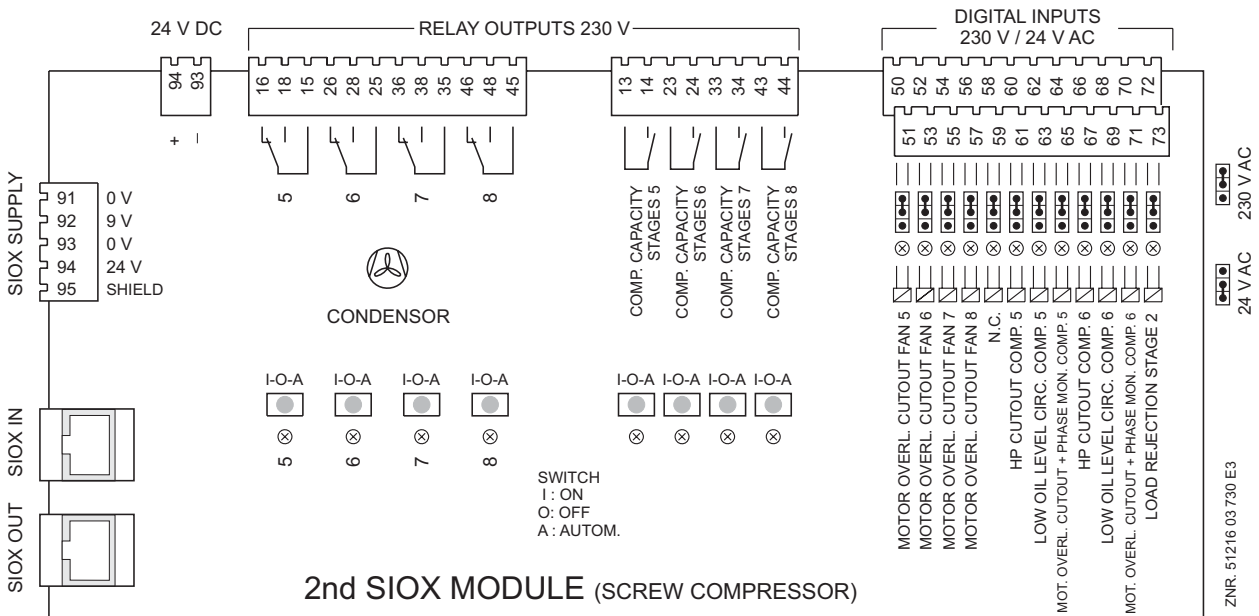 24 V DC
RELAY OUTPUTS 230 V
DIGITAL INPUTS
230 V / 24 V AC
94 93
16 18 15 26 28 25 36 38 35 46 48 45
13 14 23 24 33 34 43 44
50 52 54 56 58 60 62 64 66 68 70 72
51 53 55 57 59 61 63 65 67 69 71 73
+ –
5 6 7 8
COMP. CAPACITY
STAGES 5
COMP. CAPACITY
STAGES 6
COMP. CAPACITY
STAGES 7
COMP. CAPACITY
STAGES 8
230 V AC
24 V AC
SIOX SUPPLY
91 0 V
92 9 V
93 0 V
94 24 V
95 SHIELD
CONDENSOR
MOTOR OVERL. CUTOUT FAN 5
MOTOR OVERL. CUTOUT FAN 6
MOTOR OVERL. CUTOUT FAN 7
MOTOR OVERL. CUTOUT FAN 8
N.C.
HP CUTOUT COMP. 5
LOW OIL LEVEL CIRC. COMP. 5
MOT. OVERL. CUTOUT + PHASE MON. COMP. 5
HP CUTOUT COMP. 6
LOW OIL LEVEL CIRC. COMP. 6
MOT. OVERL. CUTOUT + PHASE MON. COMP. 6
LOAD REJECTION STAGE 2
I-O-A I-O-A I-O-A I-O-A
I-O-A I-O-A I-O-A I-O-A
5 6 7 8
SIOX IN
SIOX OUT
SWITCH
I : ON
O: OFF
A : AUTOM.
2nd SIOX MODULE (SCREW COMPRESSOR)
ZNR. 51216 03 730 E3